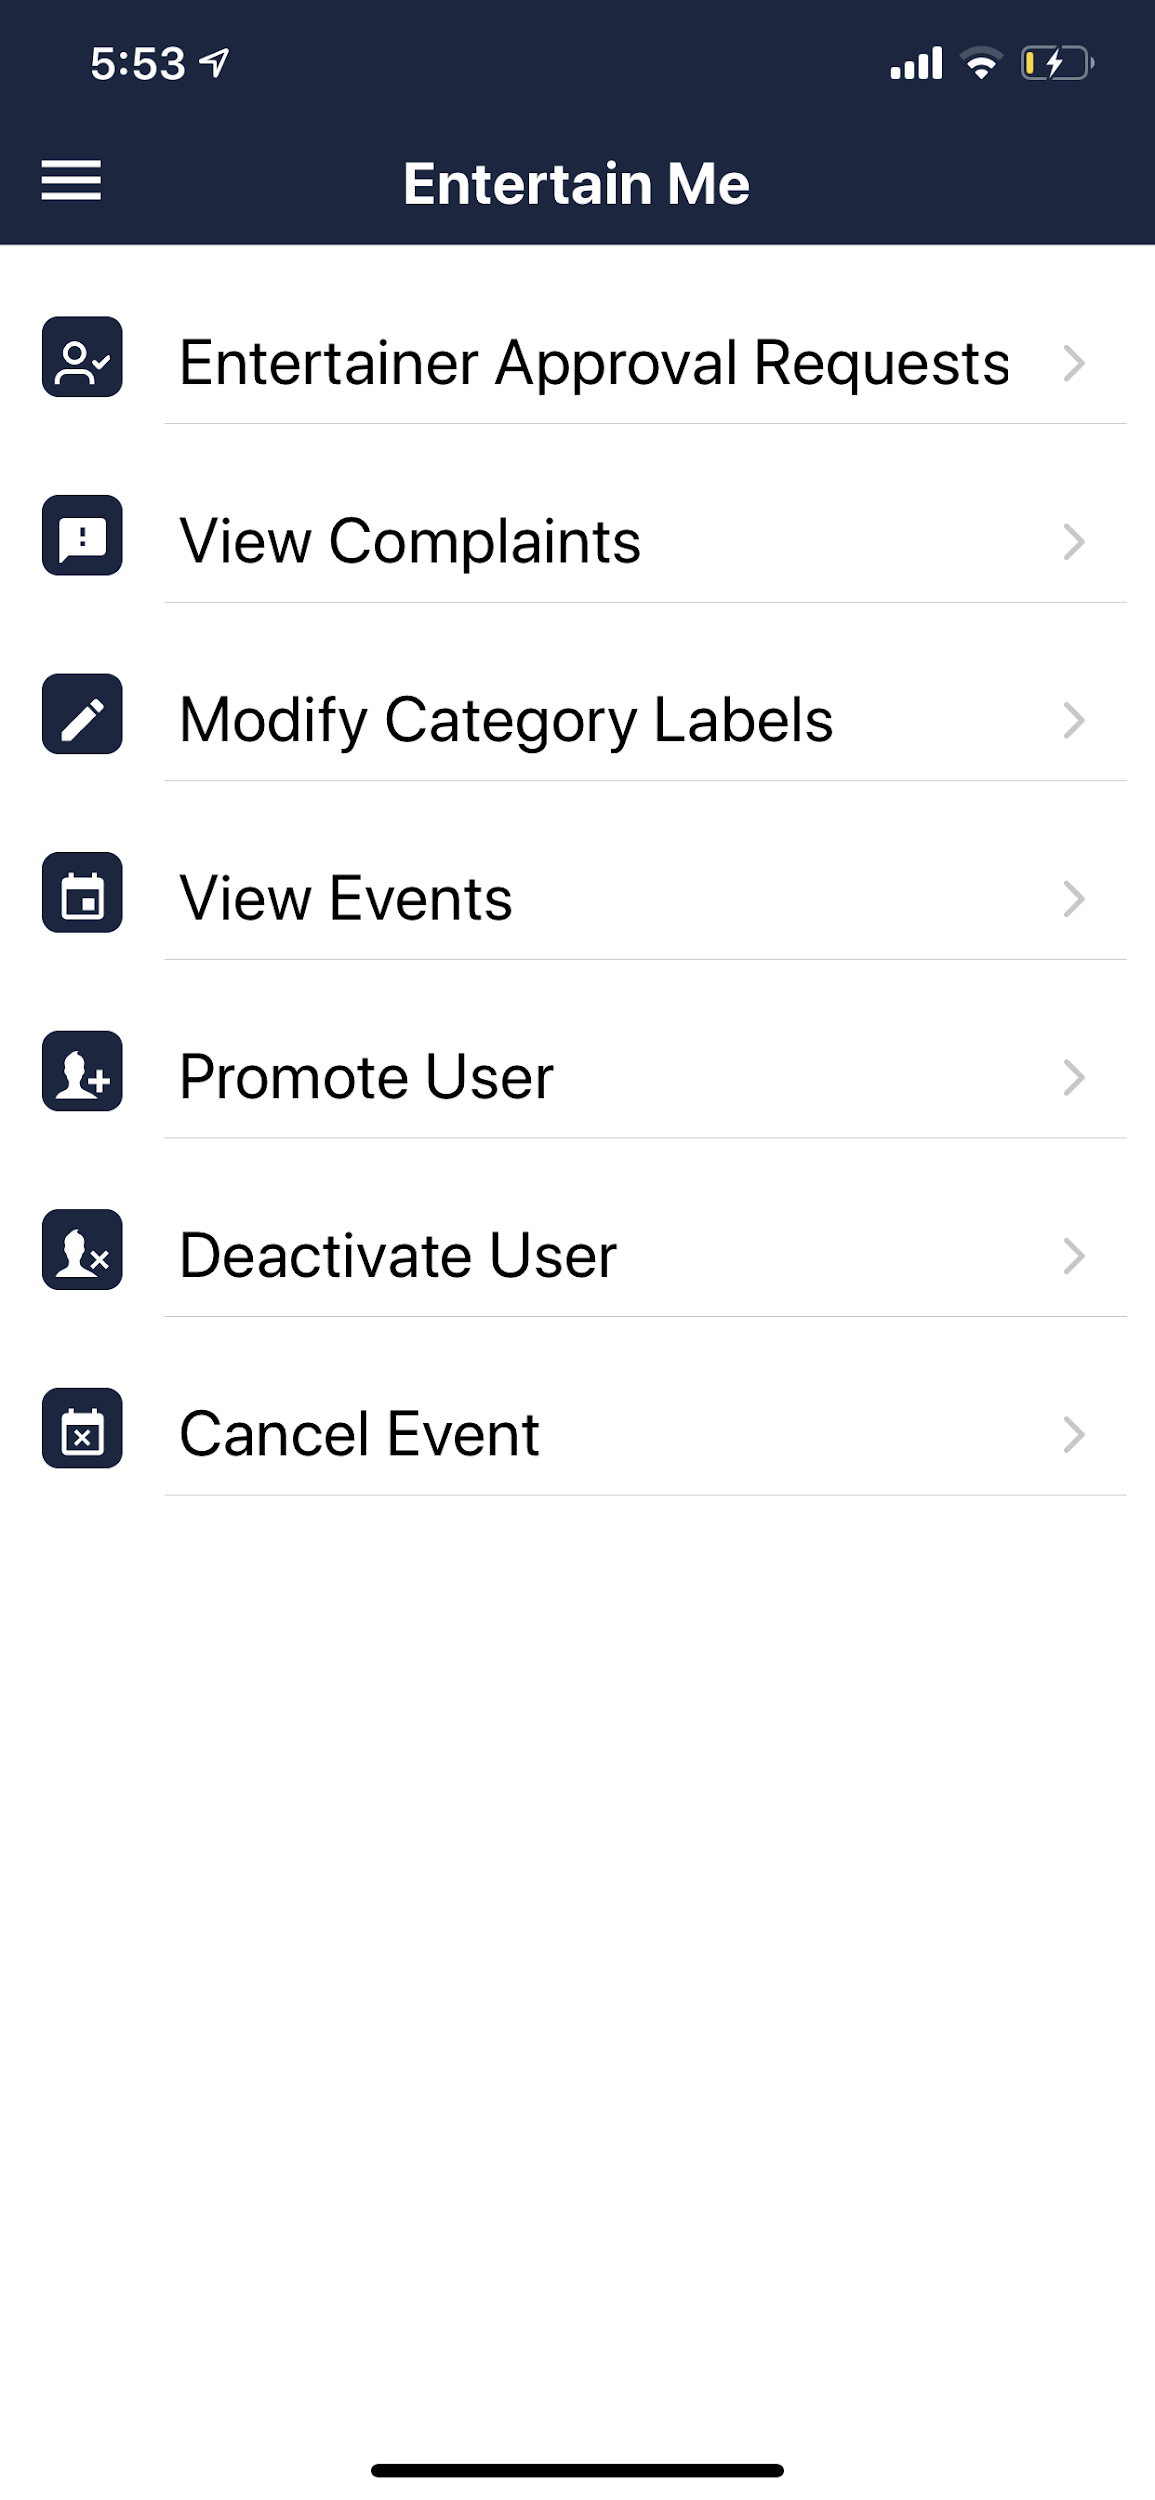 5:53
Entertain Me
Entertainer Approval Requests
View Complaints
Modify Category Labels
View Events
Promote User
Deactivate User
Cancel Event